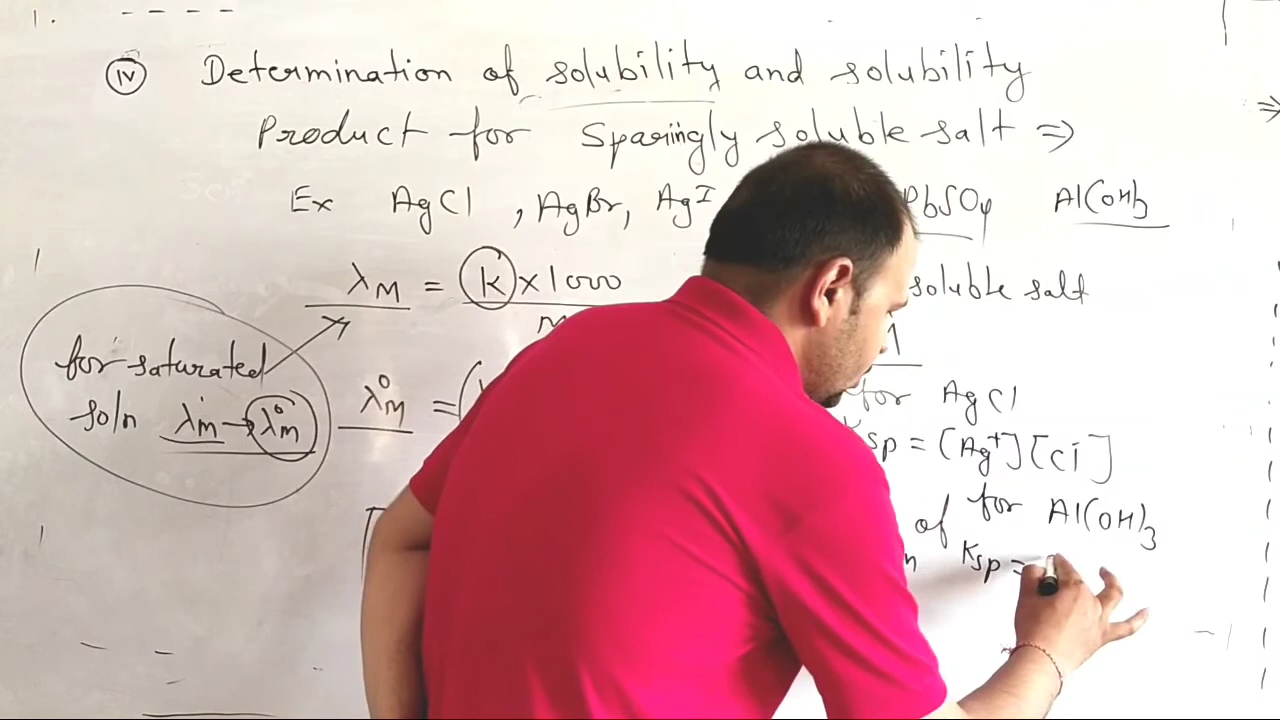 (iv) Determination of solubility and solubility
Product for Sparingly soluble salt ⇒
Ex AgCl , AgBr, AgI PbSO4 Al(OH)3
λM = k × 1000
soluble salt
for saturated
soln λm → λ°m
λ°m =
for AgCl
Ksp = [Ag+][Cl-]
of for Al(OH)3
Ksp =